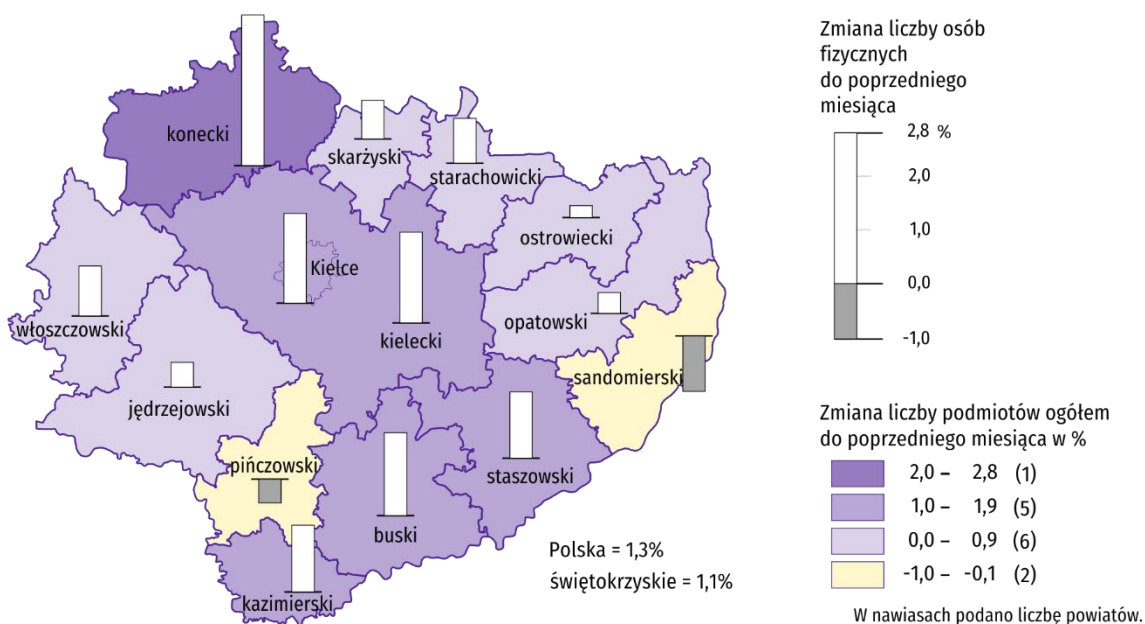 konecki
skarżyski
starachowicki
ostrowiecki
Kielce
włoszczowski
kielecki
opatowski
sandomierski
jędrzejowski
pińczowski
staszowski
buski
kazimierski
Polska = 1,3%
świętokrzyskie = 1,1%
Zmiana liczby osób
fizycznych
do poprzedniego
miesiąca
2,8 %
2,0
1,0
0,0
-1,0
Zmiana liczby podmiotów ogółem
do poprzedniego miesiąca w %
2,0 – 2,8 (1)
1,0 – 1,9 (5)
0,0 – 0,9 (6)
-1,0 – -0,1 (2)
W nawiasach podano liczbę powiatów.